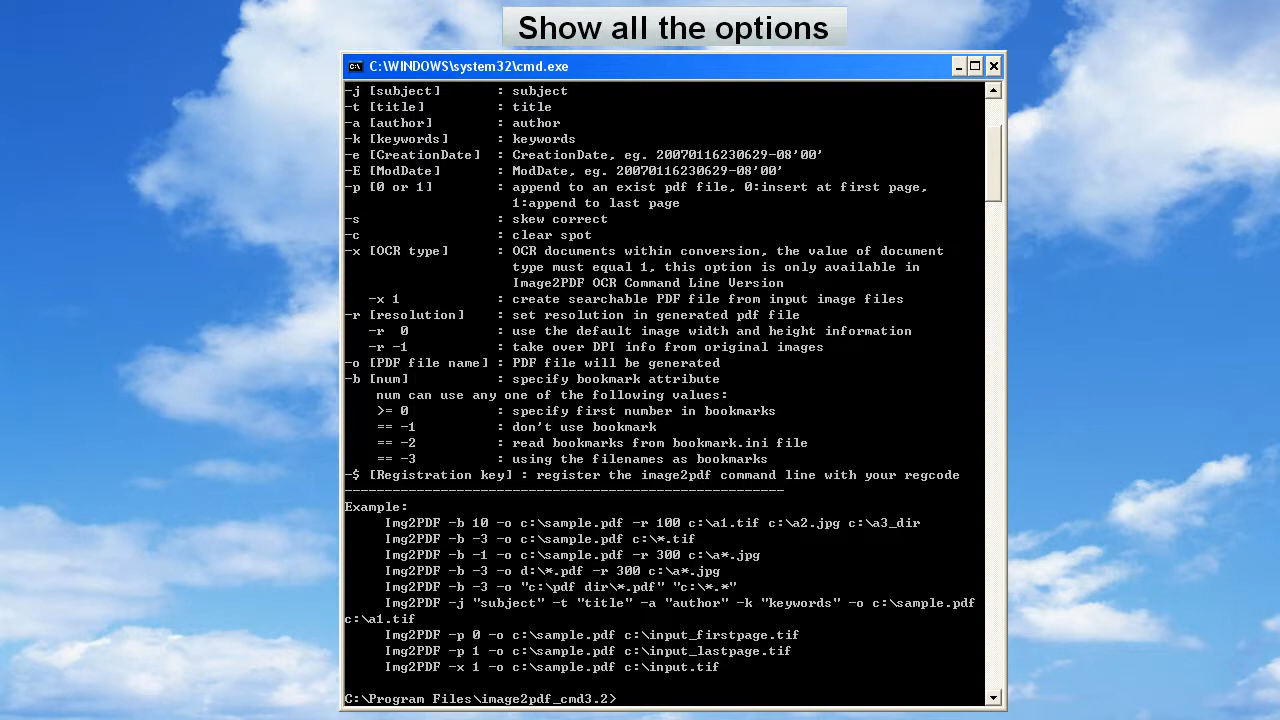 Show all the options
C:\WINDOWS\system32\cmd.exe
-j [subject] : subject
-t [title] : title
-a [author] : author
-k [keywords] : keywords
-e [CreationDate] : CreationDate, eg. 20070116230629-08'00'
-E [ModDate] : ModDate, eg. 20070116230629-08'00'
-p [0 or 1] : append to an exist pdf file, 0:insert at first page,
1:append to last page
-s : skew correct
-c : clear spot
-x [OCR type] : OCR documents within conversion, the value of document
type must equal 1, this option is only available in
Image2PDF OCR Command Line Version
-x 1 : create searchable PDF file from input image files
-r [resolution] : set resolution in generated pdf file
-r 0 : use the default image width and height information
-r -1 : take over DPI info from original images
-o [PDF file name] : PDF file will be generated
-b [num] : specify bookmark attribute
num can use any one of the following values:
>= 0 : specify first number in bookmarks
== -1 : don't use bookmark
== -2 : read bookmarks from bookmark.ini file
== -3 : using the filenames as bookmarks
-$ [Registration key] : register the image2pdf command line with your regcode
-------------------------------------------------------
Example:
Img2PDF -b 10 -o c:\sample.pdf -r 100 c:\a1.tif c:\a2.jpg c:\a3_dir
Img2PDF -b -3 -o c:\sample.pdf c:\*.tif
Img2PDF -b -1 -o c:\sample.pdf -r 300 c:\a*.jpg
Img2PDF -b -3 -o d:\*.pdf -r 300 c:\a*.jpg
Img2PDF -b -3 -o "c:\pdf dir\*.pdf" "c:\*.*"
Img2PDF -j "subject" -t "title" -a "author" -k "keywords" -o c:\sample.pdf
c:\a1.tif
Img2PDF -p 0 -o c:\sample.pdf c:\input_firstpage.tif
Img2PDF -p 1 -o c:\sample.pdf c:\input_lastpage.tif
Img2PDF -x 1 -o c:\sample.pdf c:\input.tif
C:\Program Files\image2pdf_cmd3.2>